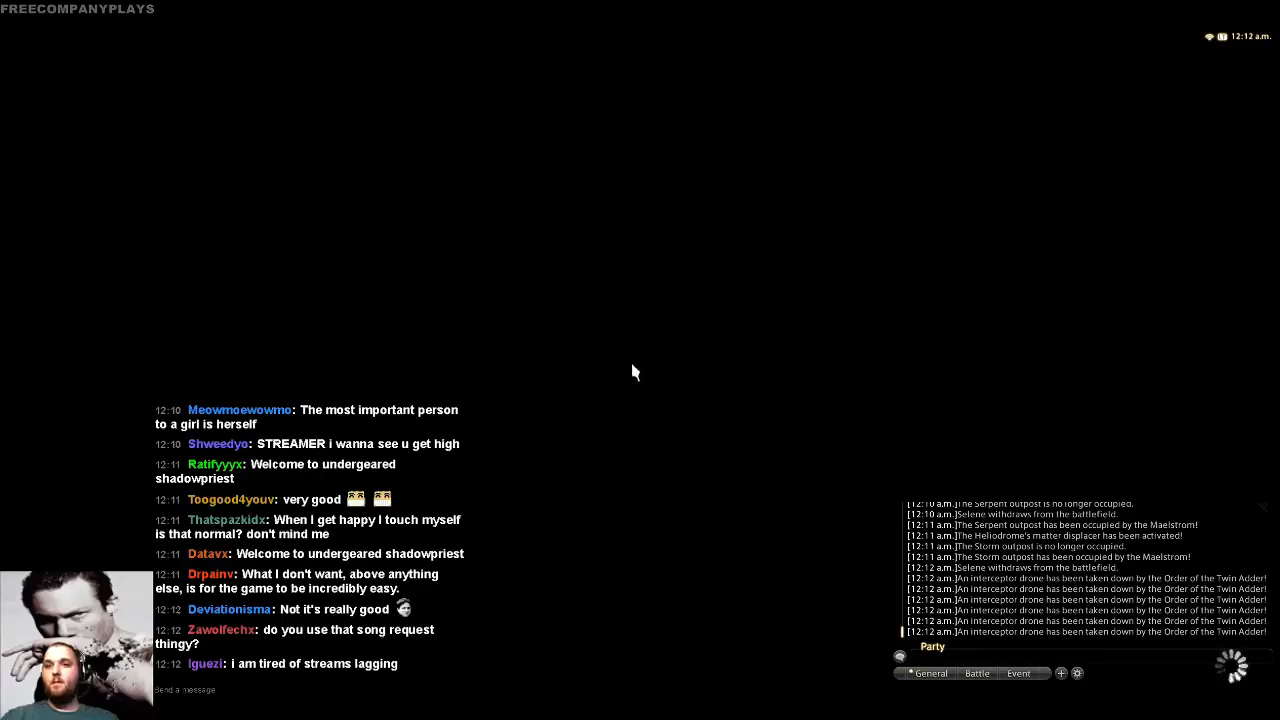 FREECOMPANYPLAYS
LT 12:12 a.m.
12:10 Meowmoewowmo: The most important person
to a girl is herself
12:10 Shweedyo: STREAMER i wanna see u get high
12:11 Ratifyyyx: Welcome to undergeared
shadowpriest
12:11 Toogood4youv: very good
12:11 Thatspazkidx: When I get happy I touch myself
is that normal? don't mind me
12:11 Datavx: Welcome to undergeared shadowpriest
12:11 Drpainv: What I don't want, above anything
else, is for the game to be incredibly easy.
12:12 Deviationisma: Not it's really good
12:12 Zawolfechx: do you use that song request
thingy?
12:12 Iguezi: i am tired of streams lagging
Send a message
[12:10 a.m.]The Serpent outpost is no longer occupied.
[12:10 a.m.]Selene withdraws from the battlefield.
[12:11 a.m.]The Serpent outpost has been occupied by the Maelstrom!
[12:11 a.m.]The Heliodrome's matter displacer has been activated!
[12:11 a.m.]The Storm outpost is no longer occupied.
[12:11 a.m.]The Storm outpost has been occupied by the Maelstrom!
[12:12 a.m.]Selene withdraws from the battlefield.
[12:12 a.m.]An interceptor drone has been taken down by the Order of the Twin Adder!
[12:12 a.m.]An interceptor drone has been taken down by the Order of the Twin Adder!
[12:12 a.m.]An interceptor drone has been taken down by the Order of the Twin Adder!
[12:12 a.m.]An interceptor drone has been taken down by the Order of the Twin Adder!
[12:12 a.m.]An interceptor drone has been taken down by the Order of the Twin Adder!
[12:12 a.m.]An interceptor drone has been taken down by the Order of the Twin Adder!
Party
General Battle Event